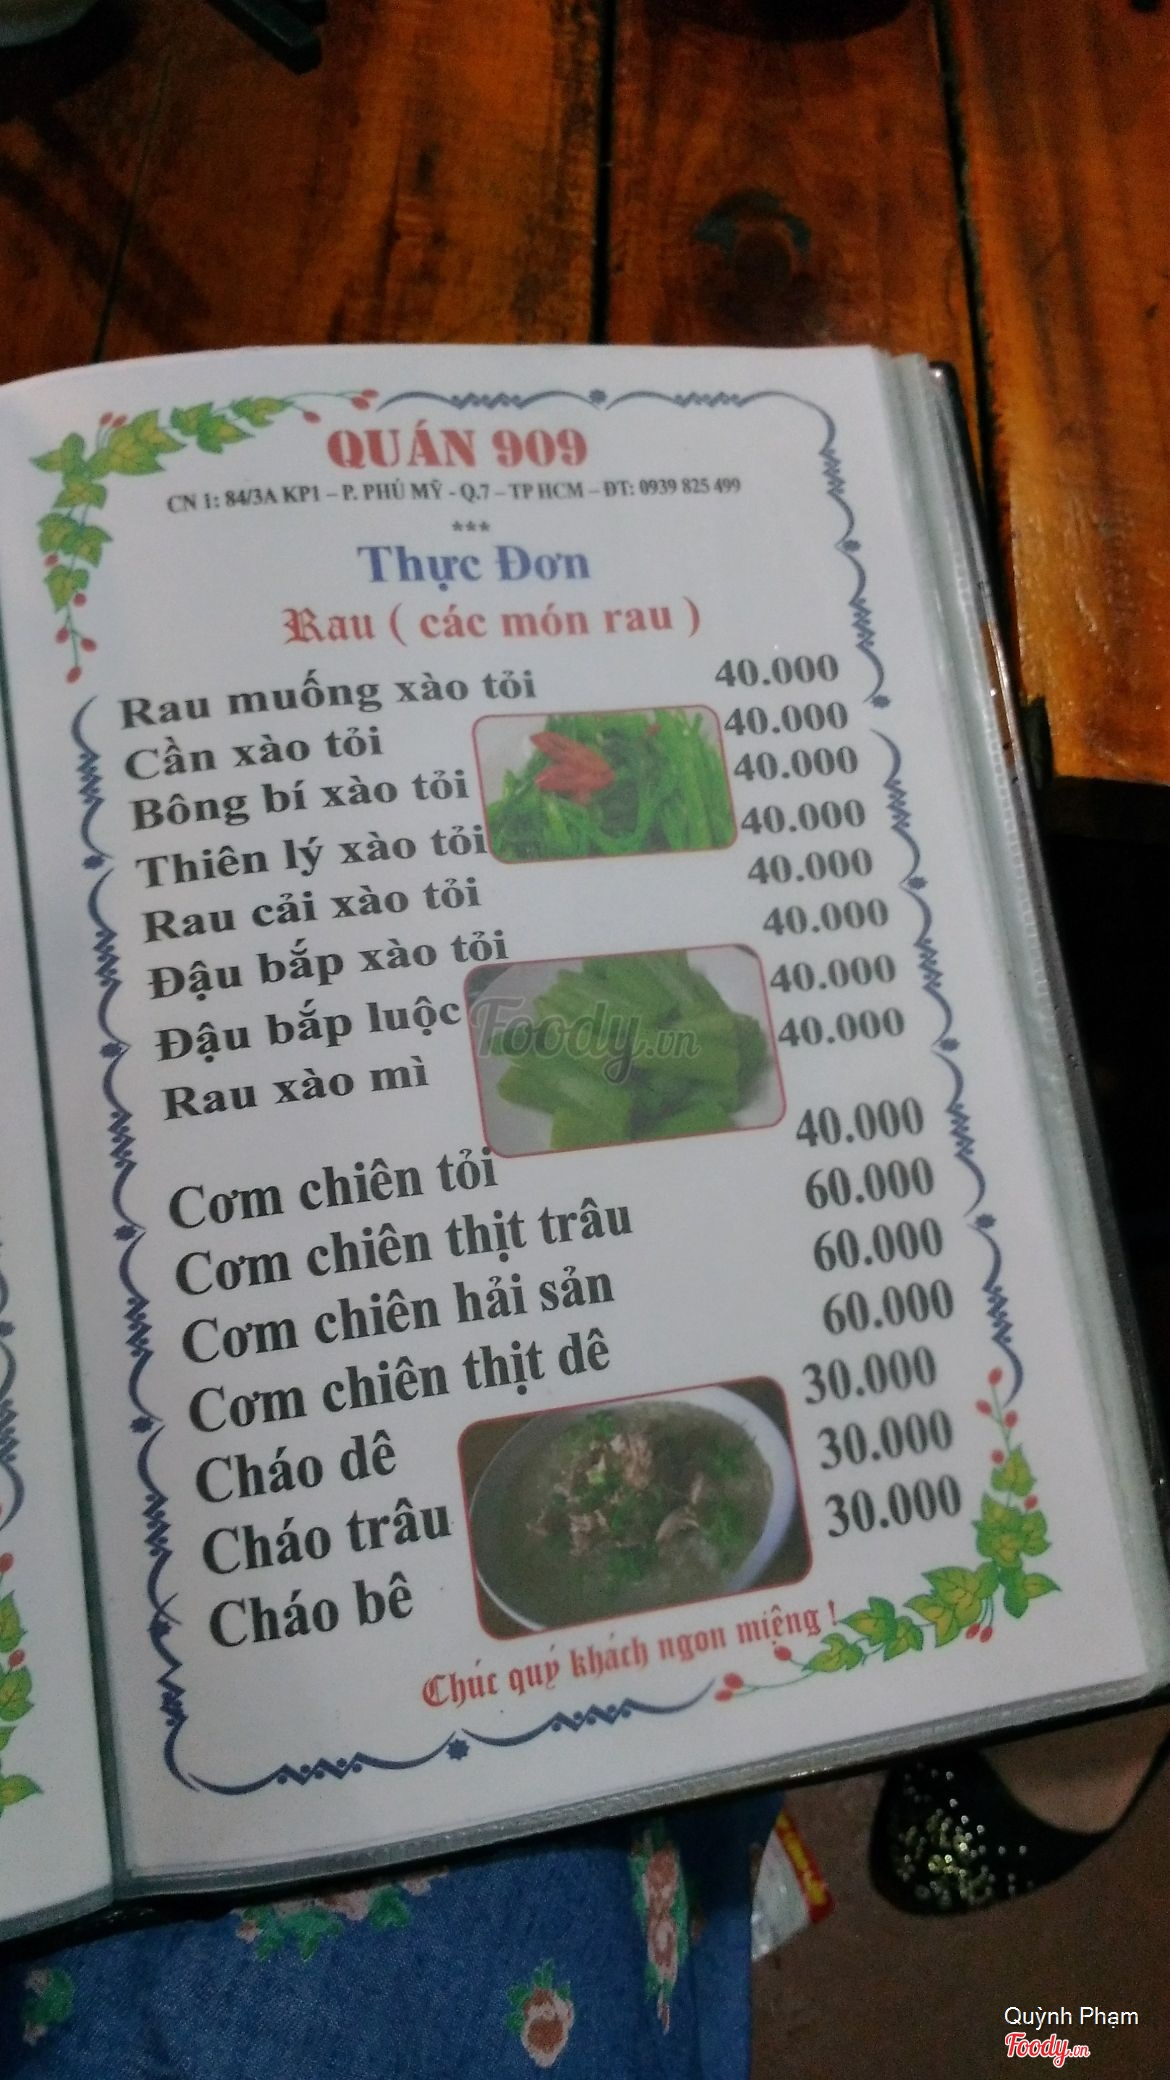 QUÁN 909
CN 1: 84/3A KP1 – P. PHÚ MỸ - Q.7 – TP HCM – ĐT: 0939 825 499
***
Thực Đơn
Rau ( các món rau )
Rau muống xào tỏi 40.000
Cần xào tỏi 40.000
Bông bí xào tỏi 40.000
Thiên lý xào tỏi 40.000
Rau cải xào tỏi 40.000
Đậu bắp xào tỏi 40.000
Đậu bắp luộc 40.000
Rau xào mì 40.000
Cơm chiên tỏi 40.000
Cơm chiên thịt trâu 60.000
Cơm chiên hải sản 60.000
Cơm chiên thịt dê 60.000
Cháo dê 30.000
Cháo trâu 30.000
Cháo bê 30.000
Chúc quý khách ngon miệng !
Foody.vn
Quỳnh Phạm
Foody.vn